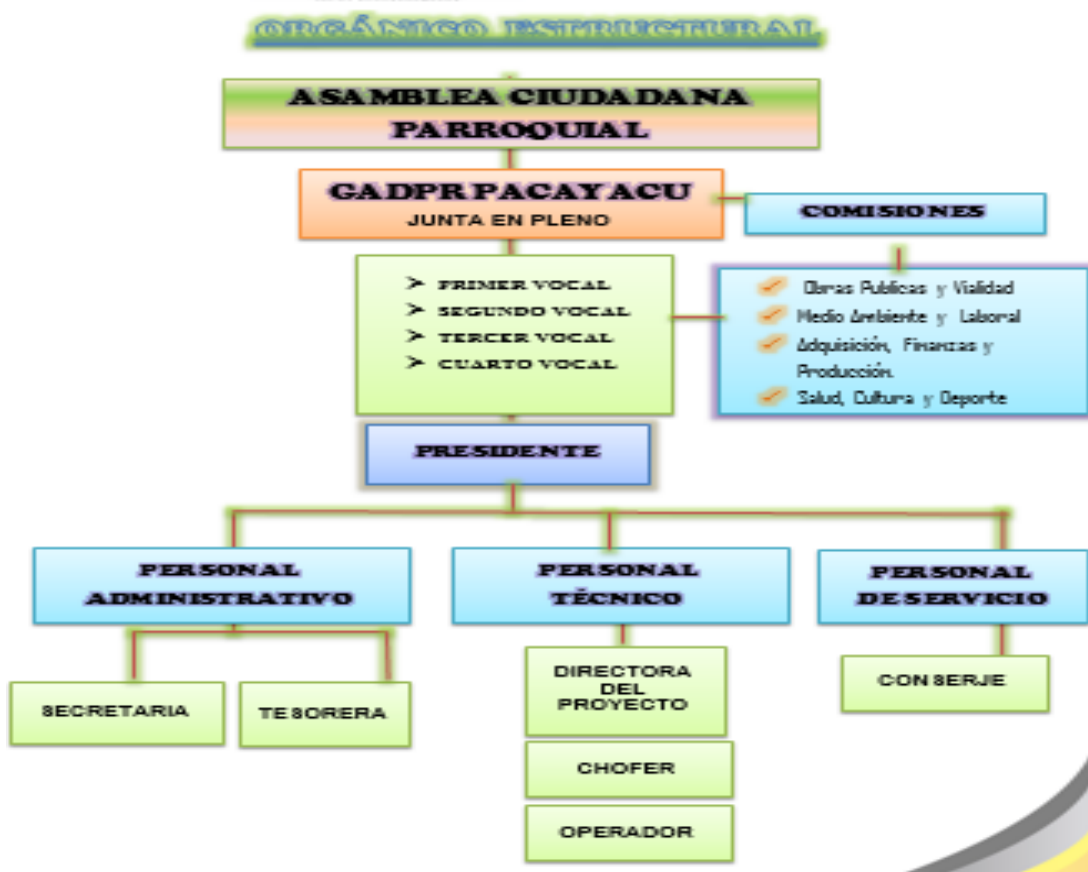 ORGÁNICO ESTRUCTURAL
ASAMBLEA CIUDADANA
PARROQUIAL
GADPR PACAYACU
JUNTA EN PLENO
COMISIONES
➤ PRIMER VOCAL
➤ SEGUNDO VOCAL
➤ TERCER VOCAL
➤ CUARTO VOCAL
✓ Obras Publicas y Vialidad
✓ Medio Ambiente y Laboral
✓ Adquisición, Finanzas y
Producción.
✓ Salud, Cultura y Deporte
PRESIDENTE
PERSONAL
ADMINISTRATIVO
PERSONAL
TÉCNICO
PERSONAL
DE SERVICIO
SECRETARIA
TESORERA
DIRECTORA
DEL
PROYECTO
CONSERJE
CHOFER
OPERADOR